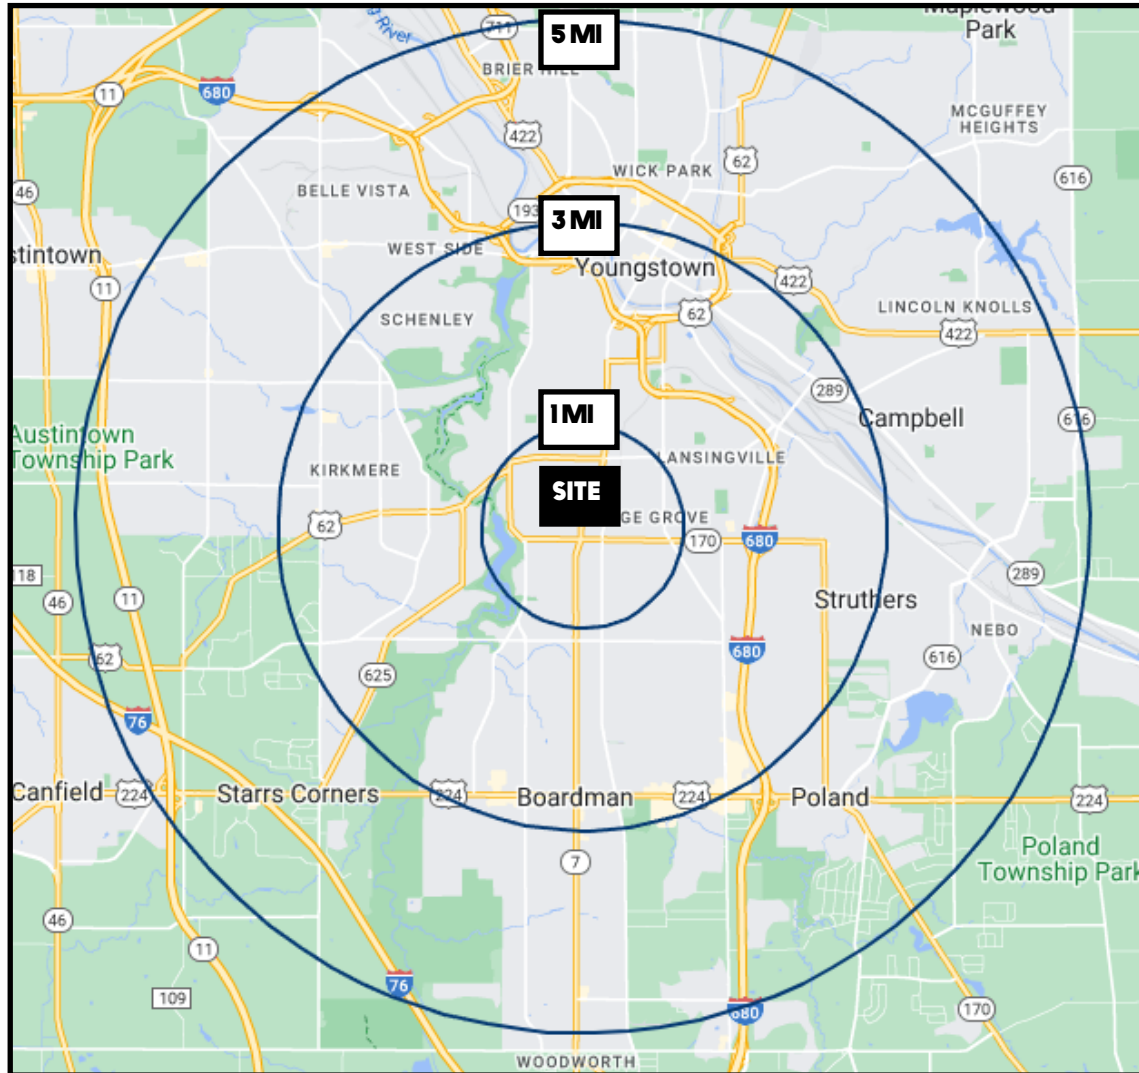 Maplewood
Park
5 MI
711
River
BRIER HILL
680
11
MCGUFFEY
HEIGHTS
422
62
WICK PARK
616
46
BELLE VISTA
193
3 MI
WEST SIDE
stintown
Youngstown
422
11
62
LINCOLN KNOLLS
422
SCHENLEY
289
1 MI
Campbell
616
Austintown
Township Park
KIRKMERE
LANSINGVILLE
SITE
GE GROVE
62
170
680
118
46
11
289
Struthers
NEBO
62
680
616
625
76
Canfield
224
Starrs Corners
224
Boardman
224
Poland
224
7
Poland
Township Park
46
11
76
109
680
170
WOODWORTH